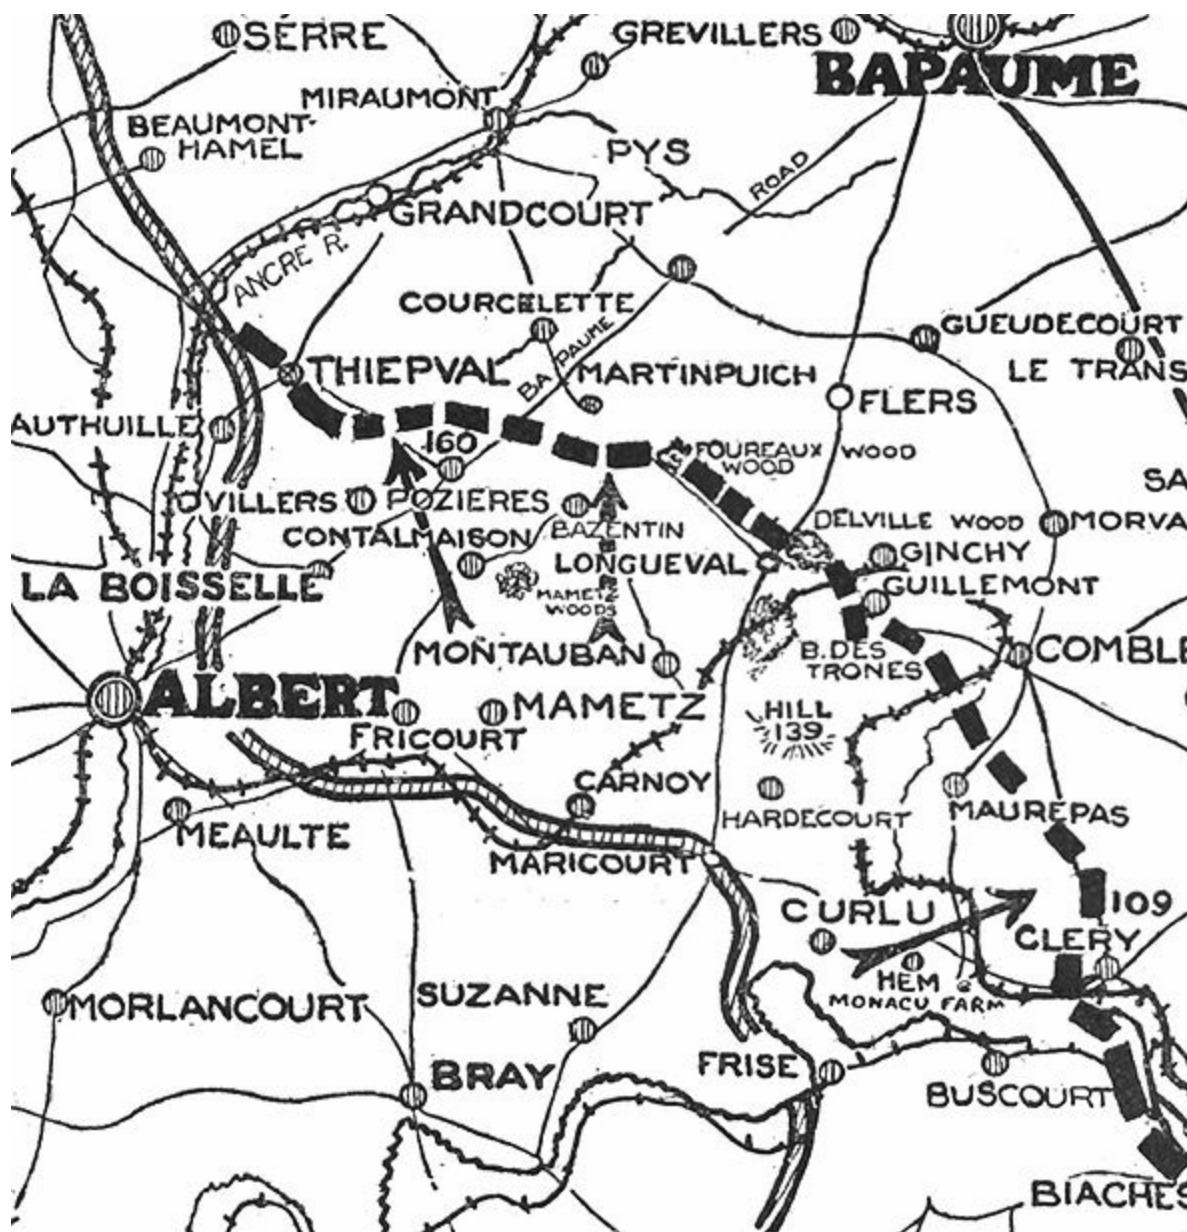 SERRE
GREVILLERS
BAPAUME
MIRAUMONT
BEAUMONT-
HAMEL
PYS
ROAD
GRANDCOURT
ANCRE R.
COURCELETTE
GUEUDECOURT
BAPAUME
THIEPVAL
MARTINPUICH
LE TRANS
FLERS
AUTHUILLE
160
FOUREAUX WOOD
WOOD
SA
OVILLERS
POZIERES
BAZENTIN
DELVILLE WOOD
MORVA
CONTALMAISON
LONGUEVAL
GINCHY
LA BOISSELLE
MAMETZ
WOODS
GUILLEMONT
MONTAUBAN
B. DES
TRONES
COMBLE
ALBERT
MAMETZ
HILL
139
FRICOURT
CARNOY
HARDECOURT
MAUREPAS
MEAULTE
MARICOURT
CURLU
109
CLERY
HEM
MONACU FARM
MORLANCOURT
SUZANNE
BRAY
FRISE
BUSCOURT
BIACHES